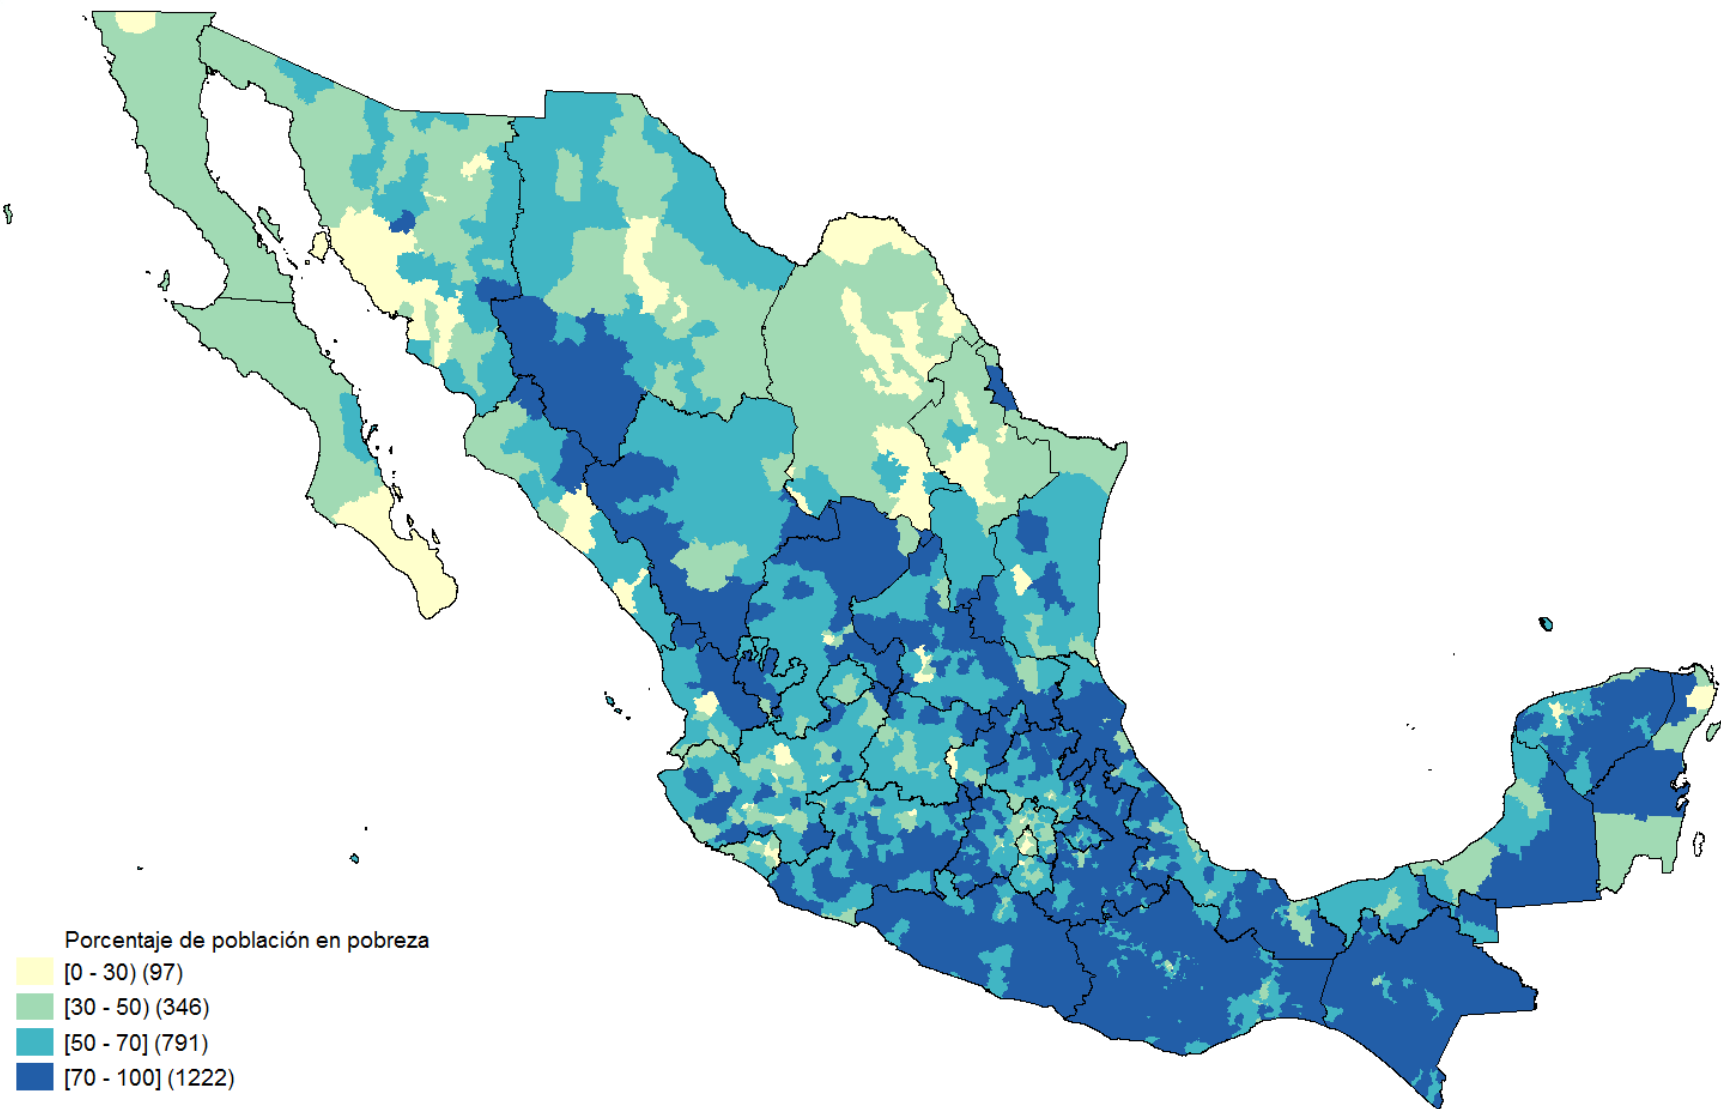 Porcentaje de población en pobreza
[0 - 30) (97)
[30 - 50) (346)
[50 - 70] (791)
[70 - 100] (1222)